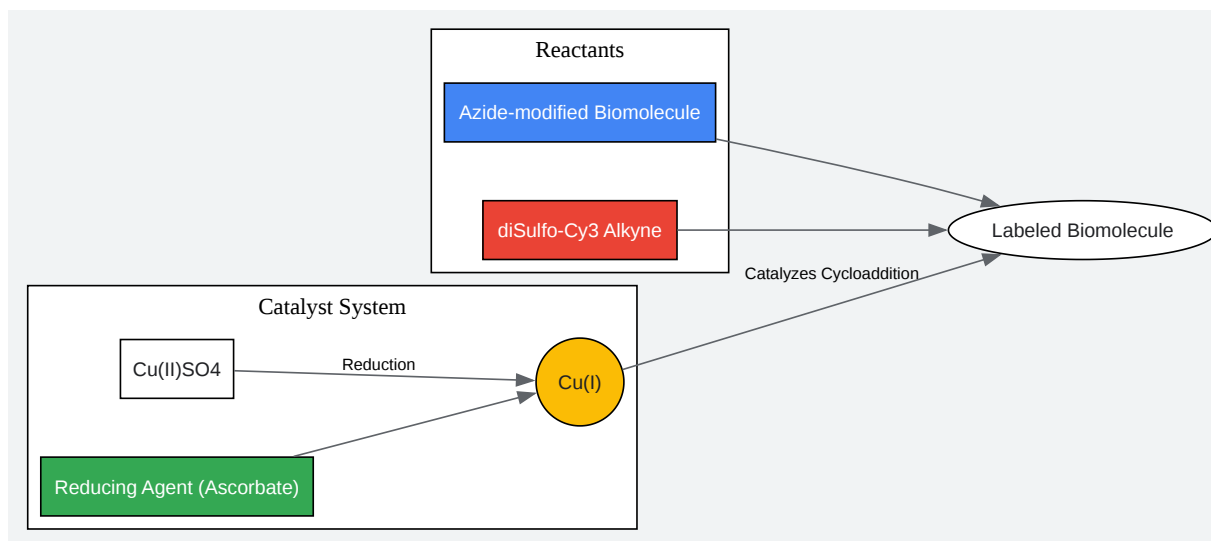 Reactants
Azide-modified Biomolecule
diSulfo-Cy3 Alkyne
Labeled Biomolecule
Catalyzes Cycloaddition
Catalyst System
Cu(II)SO4
Reduction
Cu(I)
Reducing Agent (Ascorbate)